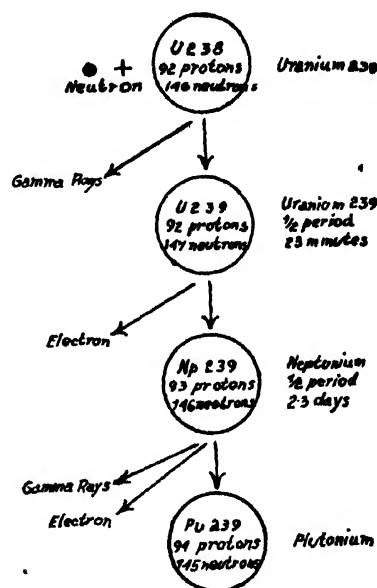 U 238
92 protons
146 neutrons
+
Neutron
Uranium 238
Gamma Rays
U 239
92 protons
147 neutrons
Uranium 239
1/2 period
23 minutes
Electron
Np 239
93 protons
146 neutrons
Neptunium
1/2 period
2·3 days
Gamma Rays
Electron
Pu 239
94 protons
145 neutrons
Plutonium